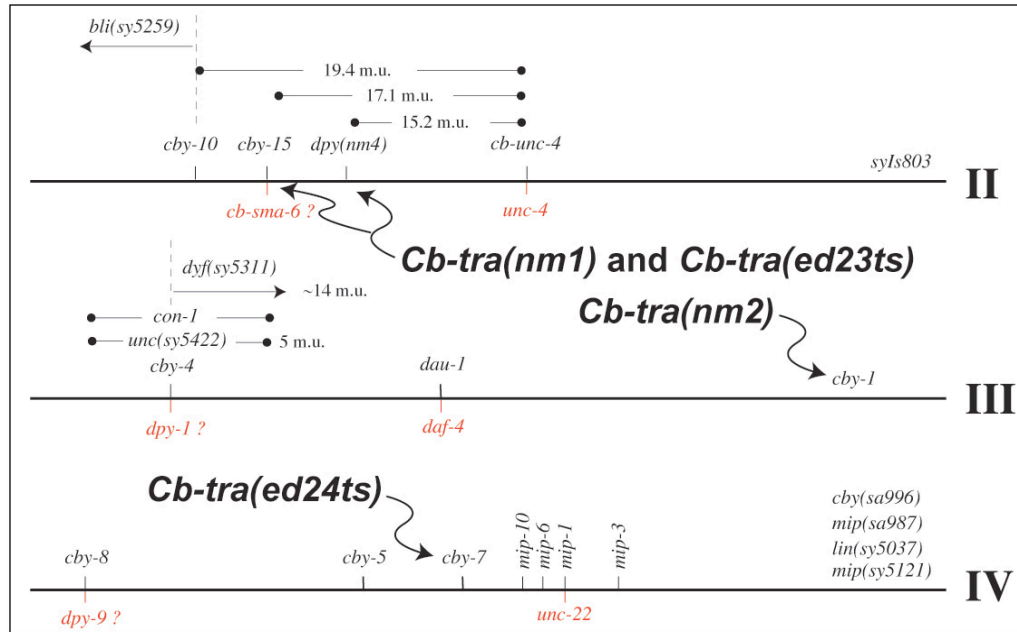 bli(sy5259)
19.4 m.u.
17.1 m.u.
15.2 m.u.
cby-10 cby-15 dpy(nm4) cb-unc-4 syIs803
II
cb-sma-6 ? unc-4
Cb-tra(nm1) and Cb-tra(ed23ts)
dyf(sy5311)
~14 m.u.
Cb-tra(nm2)
con-1
unc(sy5422) 5 m.u.
cby-4 dau-1 cby-1
III
dpy-1 ? daf-4
Cb-tra(ed24ts)
cby(sa996)
mip(sa987)
lin(sy5037)
mip(sy5121)
cby-8 cby-5 cby-7 mip-10 mip-6 mip-1 mip-3
IV
dpy-9 ? unc-22